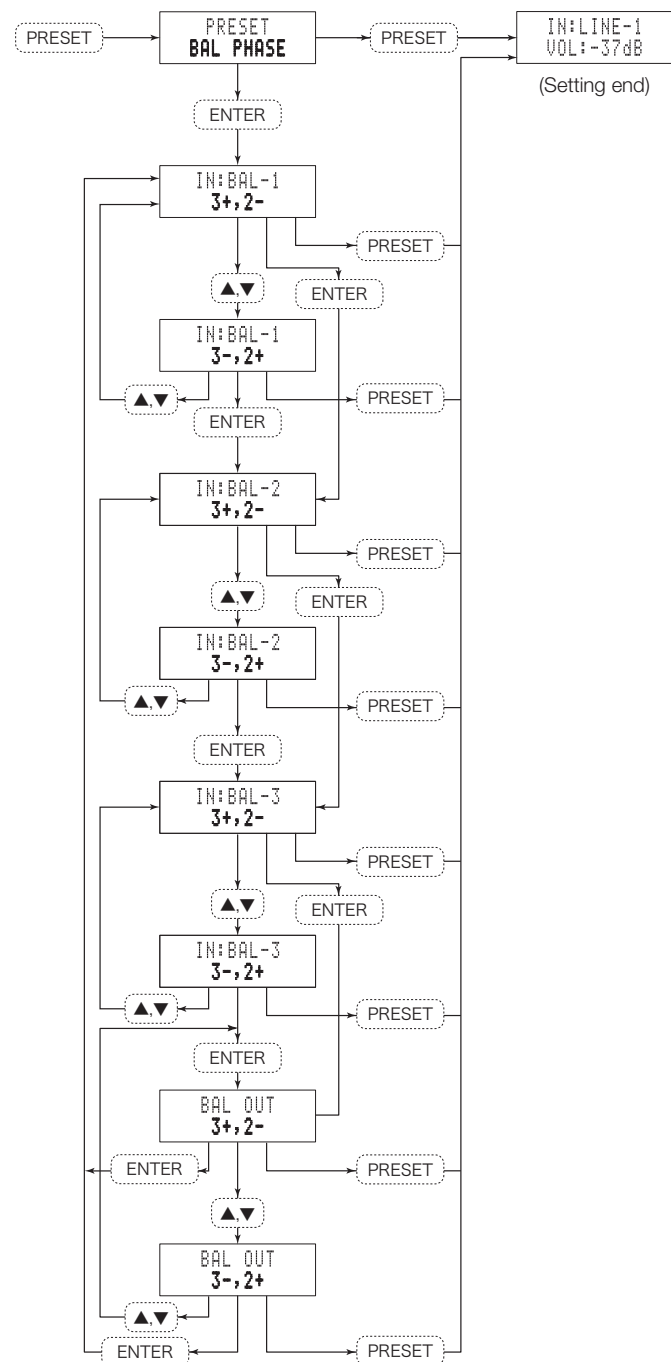 PRESET
PRESET
BAL PHASE
PRESET
IN:LINE-1
VOL:-37dB
(Setting end)
ENTER
IN:BAL-1
3+,2-
PRESET
▲,▼
ENTER
IN:BAL-1
3-,2+
▲,▼
PRESET
ENTER
IN:BAL-2
3+,2-
PRESET
▲,▼
ENTER
IN:BAL-2
3-,2+
▲,▼
PRESET
ENTER
IN:BAL-3
3+,2-
PRESET
▲,▼
ENTER
IN:BAL-3
3-,2+
▲,▼
PRESET
ENTER
BAL OUT
3+,2-
ENTER
PRESET
▲,▼
BAL OUT
3-,2+
▲,▼
ENTER
PRESET